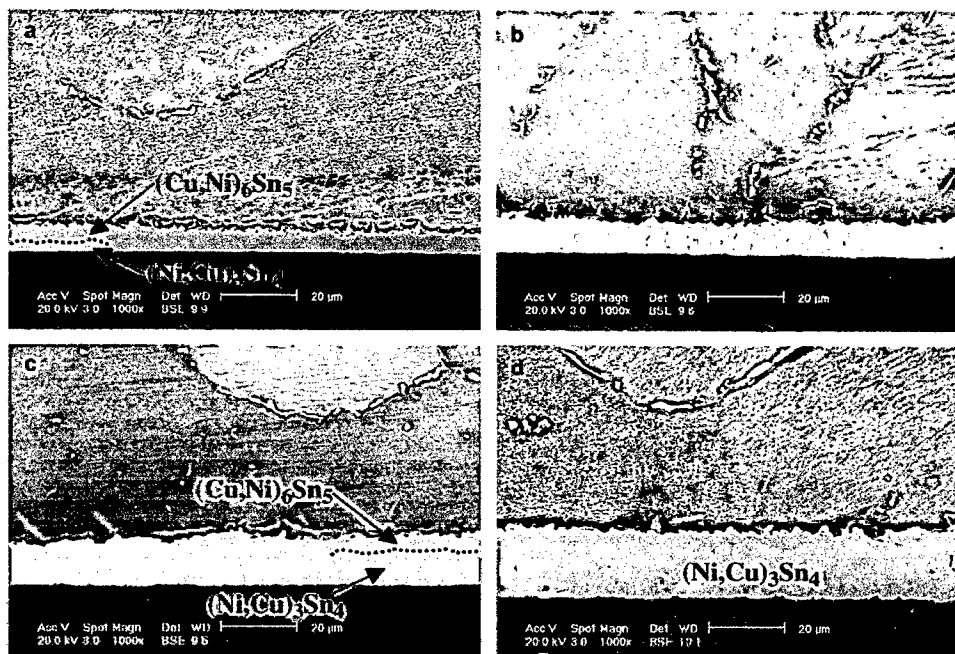 a
(Cu,Ni)6Sn5
(Ni,Cu)3Sn4
Acc V Spot Magn Det WD 20 µm
20.0 kV 3.0 1000x BSE 9.9
b
Acc V Spot Magn Det WD 20 µm
20.0 kV 3.0 1000x BSE 9.6
c
(Cu,Ni)6Sn5
(Ni,Cu)3Sn4
Acc V Spot Magn Det WD 20 µm
20.0 kV 3.0 1000x BSE 9.6
d
(Ni,Cu)3Sn4
Acc V Spot Magn Det WD 20 µm
20.0 kV 3.0 1000x BSE